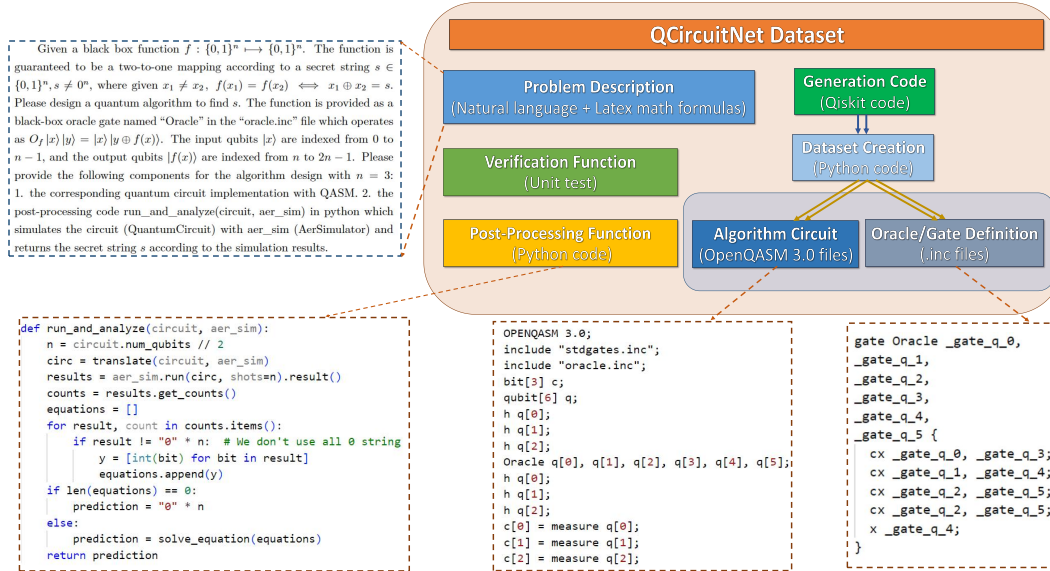 QCircuitNet Dataset
Given a black box function f : {0,1}ⁿ ⟼ {0,1}ⁿ. The function is
guaranteed to be a two-to-one mapping according to a secret string s ∈
{0,1}ⁿ, s ≠ 0ⁿ, where given x₁ ≠ x₂, f(x₁) = f(x₂) ⟺ x₁ ⊕ x₂ = s.
Please design a quantum algorithm to find s. The function is provided as a
black-box oracle gate named “Oracle” in the “oracle.inc” file which operates
as O_f |x⟩ |y⟩ = |x⟩ |y ⊕ f(x)⟩. The input qubits |x⟩ are indexed from 0 to
n − 1, and the output qubits |f(x)⟩ are indexed from n to 2n − 1. Please
provide the following components for the algorithm design with n = 3:
1. the corresponding quantum circuit implementation with QASM. 2. the
post-processing code run_and_analyze(circuit, aer_sim) in python which
simulates the circuit (QuantumCircuit) with aer_sim (AerSimulator) and
returns the secret string s according to the simulation results.
Problem Description
(Natural language + Latex math formulas)
Generation Code
(Qiskit code)
Verification Function
(Unit test)
Dataset Creation
(Python code)
Post-Processing Function
(Python code)
Algorithm Circuit
(OpenQASM 3.0 files)
Oracle/Gate Definition
(.inc files)
def run_and_analyze(circuit, aer_sim):
    n = circuit.num_qubits // 2
    circ = translate(circuit, aer_sim)
    results = aer_sim.run(circ, shots=n).result()
    counts = results.get_counts()
    equations = []
    for result, count in counts.items():
        if result != "0" * n:  # We don't use all 0 string
            y = [int(bit) for bit in result]
            equations.append(y)
    if len(equations) == 0:
        prediction = "0" * n
    else:
        prediction = solve_equation(equations)
    return prediction
OPENQASM 3.0;
include "stdgates.inc";
include "oracle.inc";
bit[3] c;
qubit[6] q;
h q[0];
h q[1];
h q[2];
Oracle q[0], q[1], q[2], q[3], q[4], q[5];
h q[0];
h q[1];
h q[2];
c[0] = measure q[0];
c[1] = measure q[1];
c[2] = measure q[2];
gate Oracle _gate_q_0,
_gate_q_1,
_gate_q_2,
_gate_q_3,
_gate_q_4,
_gate_q_5 {
  cx _gate_q_0, _gate_q_3;
  cx _gate_q_1, _gate_q_4;
  cx _gate_q_2, _gate_q_5;
  cx _gate_q_2, _gate_q_5;
  x _gate_q_4;
}